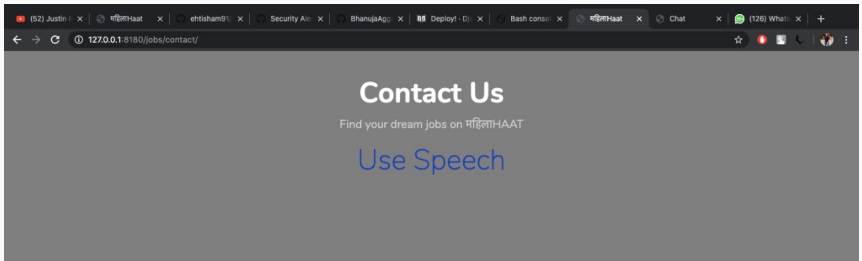 (52) Justin B
महिलाHaat
ehtisham91/
Security Ale
BhanujaAgg
Deploy! · Dj
Bash consol
महिलाHaat
Chat
(126) Whats
127.0.0.1:8180/jobs/contact/
Contact Us
Find your dream jobs on महिलाHAAT
Use Speech